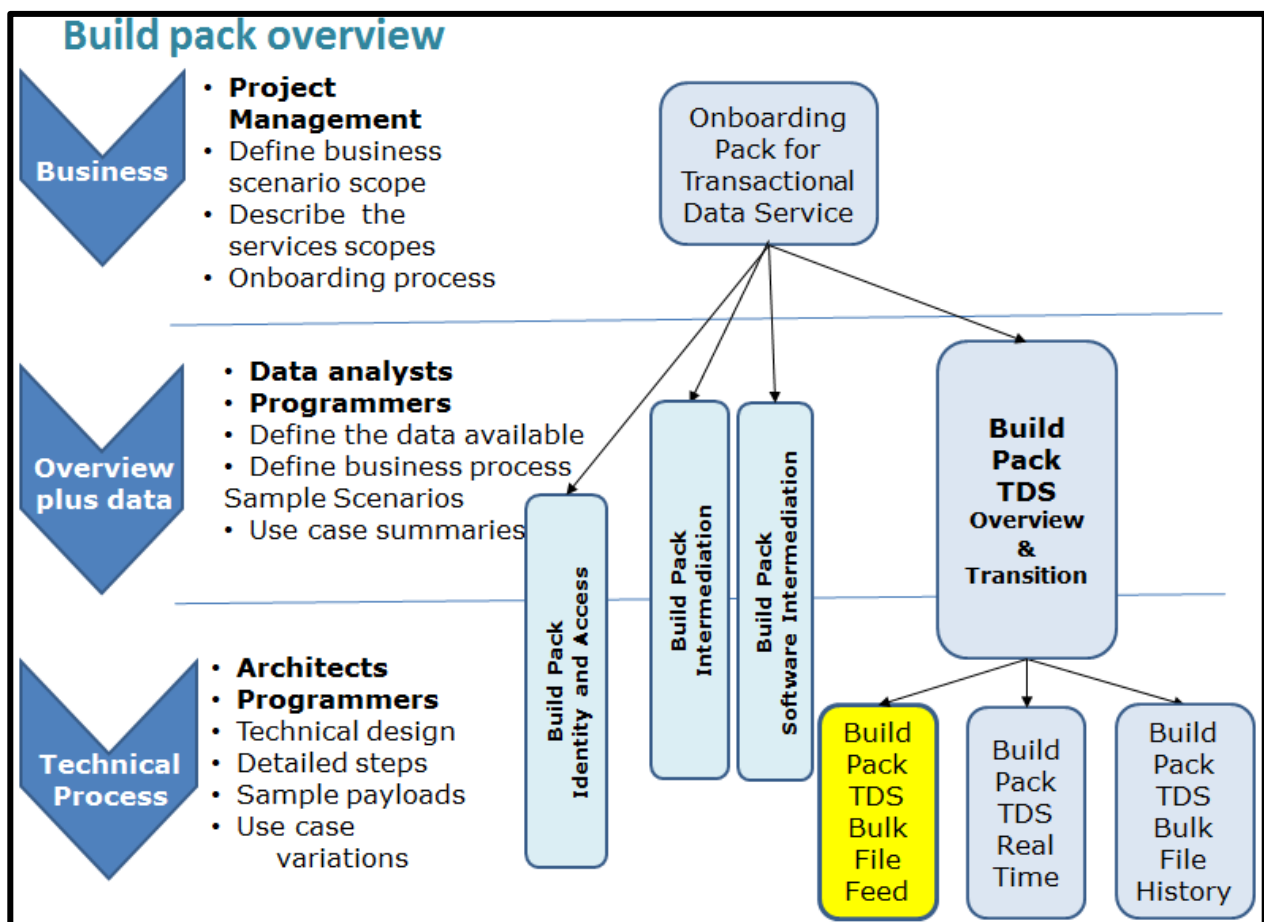 Build pack overview
Business
• Project
Management
• Define business
scenario scope
• Describe the
services scopes
• Onboarding process
Onboarding
Pack for
Transactional
Data Service
Overview
plus data
• Data analysts
• Programmers
• Define the data available
• Define business process
Sample Scenarios
• Use case summaries
Build Pack
Identity and Access
Build Pack
Intermediation
Build Pack
Software Intermediation
Build
Pack
TDS
Overview
&
Transition
Technical
Process
• Architects
• Programmers
• Technical design
• Detailed steps
• Sample payloads
• Use case
variations
Build
Pack
TDS
Bulk
File
Feed
Build
Pack
TDS
Real
Time
Build
Pack
TDS
Bulk
File
History